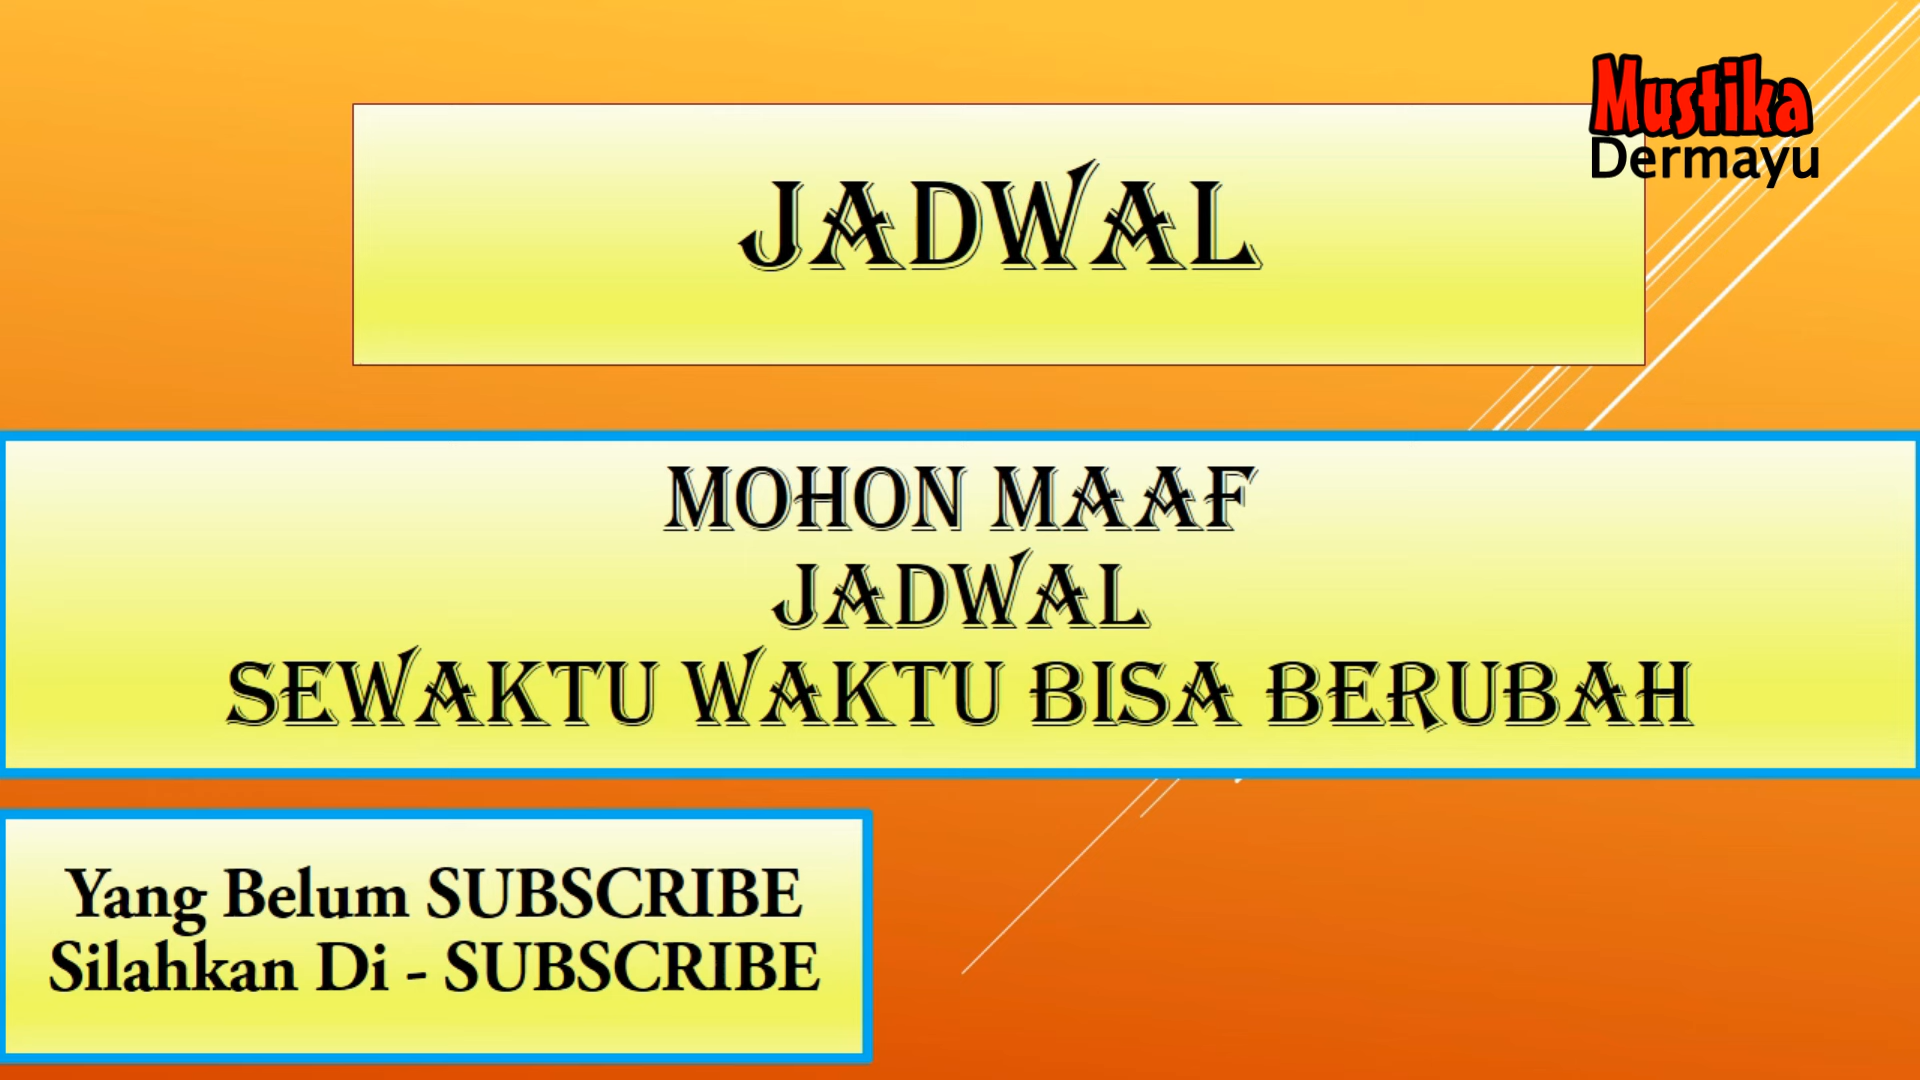 Mustika
Dermayu
JADWAL
MOHON MAAF
JADWAL
SEWAKTU WAKTU BISA BERUBAH
Yang Belum SUBSCRIBE
Silahkan Di - SUBSCRIBE